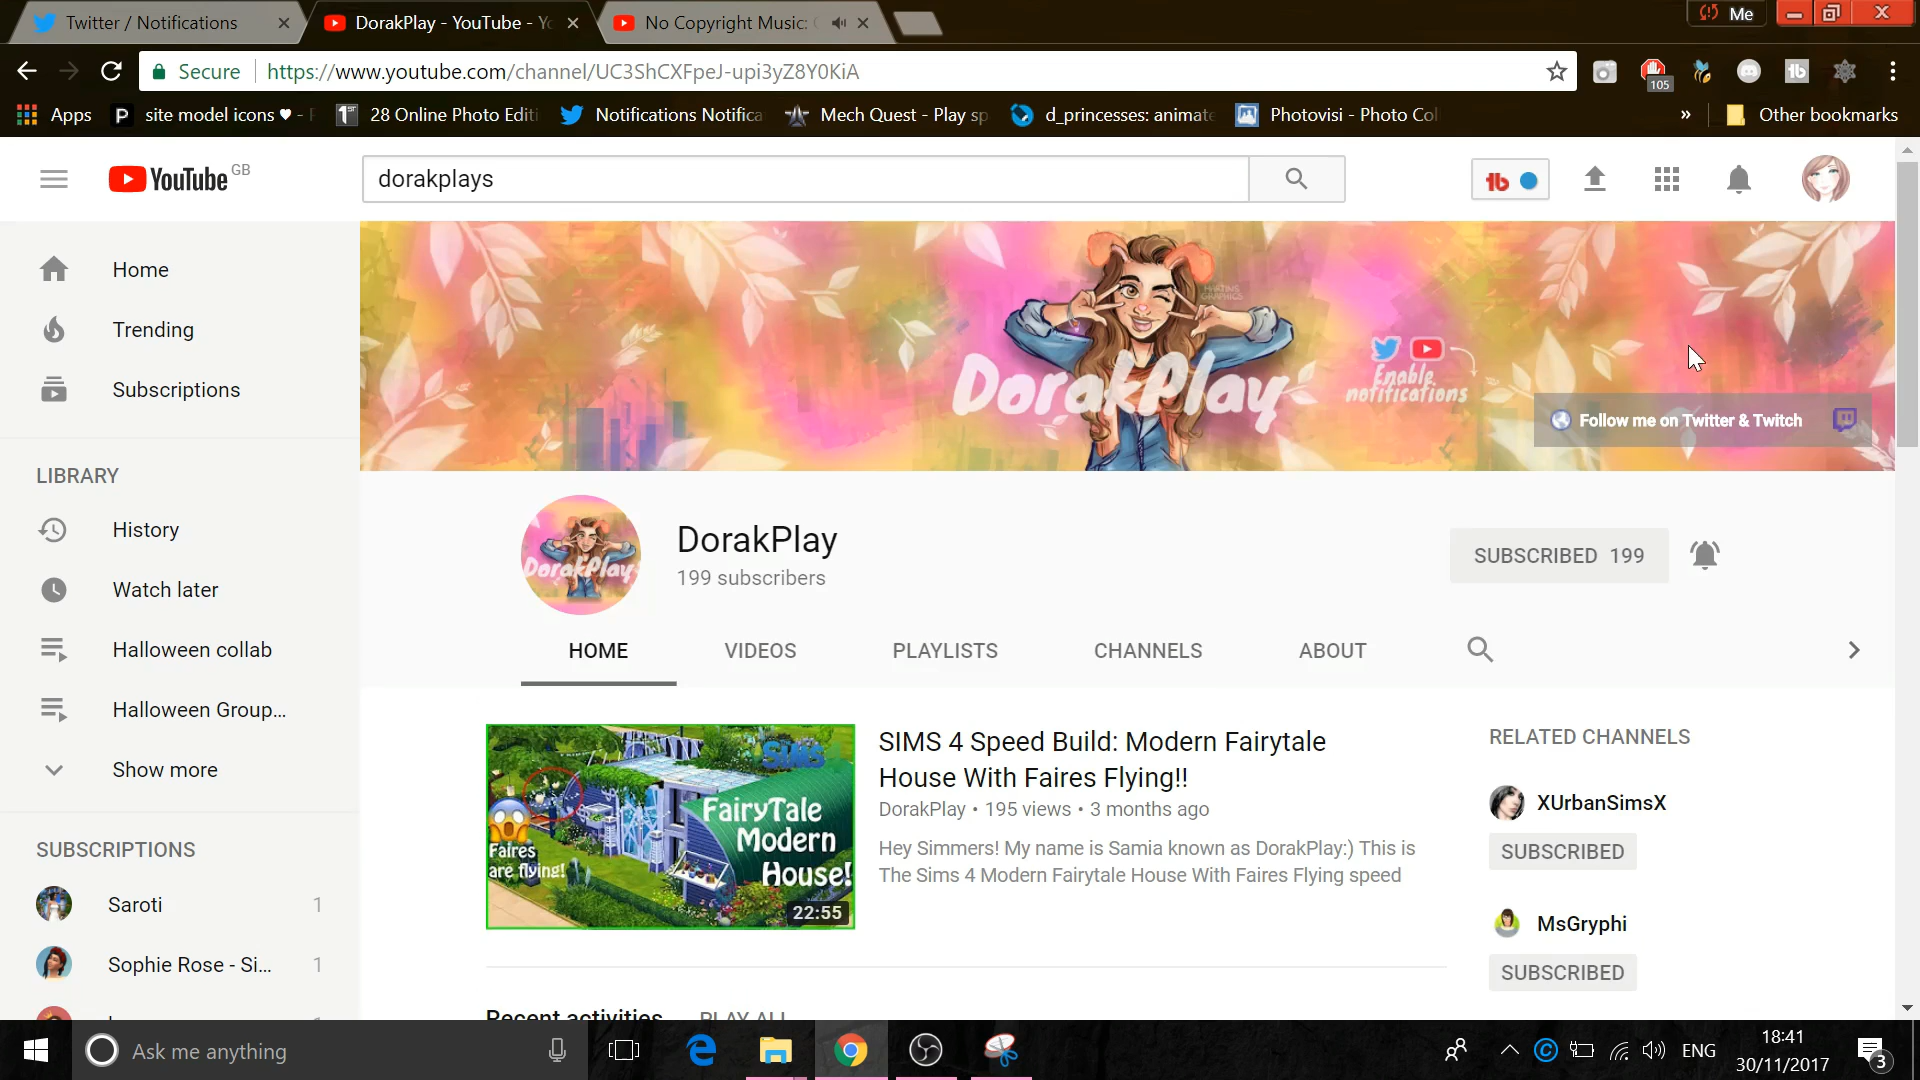 Twitter / Notifications
DorakPlay - YouTube - Yo
No Copyright Music:
Me
Secure
https://www.youtube.com/channel/UC3ShCXFpeJ-upi3yZ8Y0KiA
105
Apps
site model icons ♥ - F
28 Online Photo Editi
Notifications Notifica
Mech Quest - Play sp
d_princesses: animate
Photovisi - Photo Col
»
Other bookmarks
YouTube GB
dorakplays
Home
Trending
Subscriptions
LIBRARY
History
Watch later
Halloween collab
Halloween Group...
Show more
SUBSCRIPTIONS
Saroti 1
Sophie Rose - Si... 1
MARTINS
GRAPHICS
DorakPlay
Enable
notifications
Follow me on Twitter & Twitch
DorakPlay
DorakPlay
199 subscribers
SUBSCRIBED 199
HOME
VIDEOS
PLAYLISTS
CHANNELS
ABOUT
SIMS 4
FairyTale
Modern
House!
Faires
are flying!
22:55
SIMS 4 Speed Build: Modern Fairytale
House With Faires Flying!!
DorakPlay • 195 views • 3 months ago
Hey Simmers! My name is Samia known as DorakPlay:) This is
The Sims 4 Modern Fairytale House With Faires Flying speed
RELATED CHANNELS
XUrbanSimsX
SUBSCRIBED
MsGryphi
SUBSCRIBED
Recent activities
PLAY ALL
Ask me anything
ENG
18:41
30/11/2017
3